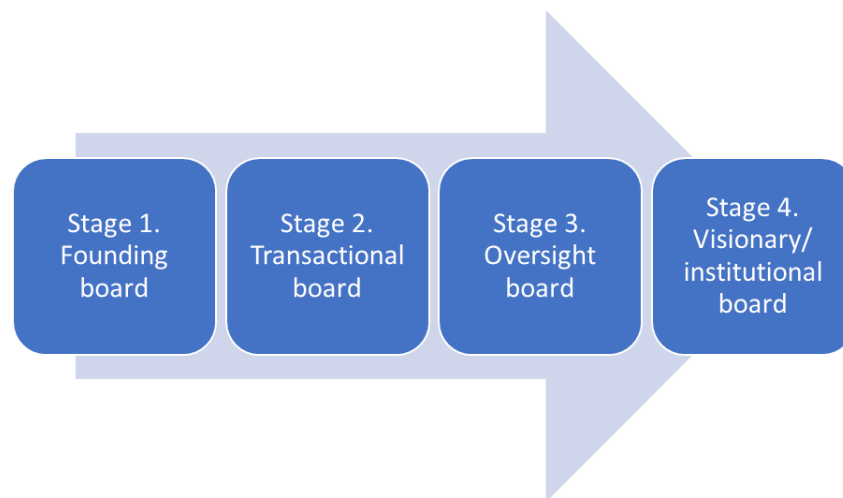 Stage 1.
Founding
board
Stage 2.
Transactional
board
Stage 3.
Oversight
board
Stage 4.
Visionary/
institutional
board